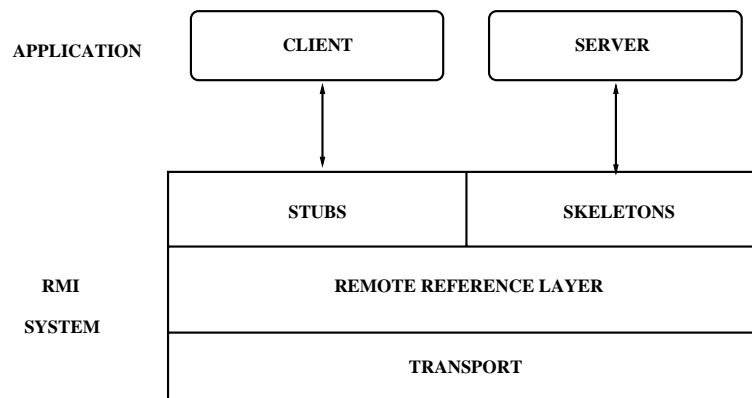 APPLICATION
CLIENT
SERVER
STUBS
SKELETONS
RMI
SYSTEM
REMOTE REFERENCE LAYER
TRANSPORT